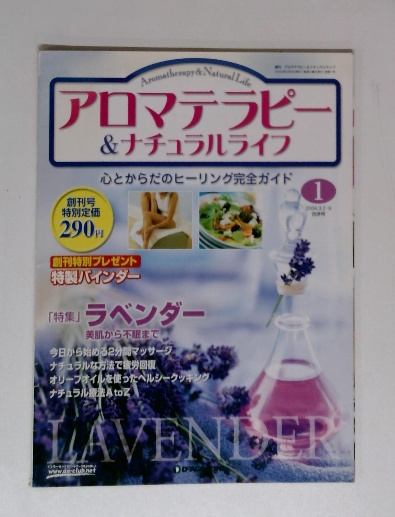 Aromatherapy & Natural Life
アロマテラピー
&ナチュラルライフ
心とからだのヒーリング完全ガイド
1
創刊号
特別定価
290円
創刊特別プレゼント
特製バインダー
「特集」ラベンダー
美肌から不眠まで
今日から始める2分間マッサージ
ナチュラルな方法で疲労回復
オリーブオイルを使ったヘルシークッキング
ナチュラル療法AtoZ
LAVENDER
www.de-club.net